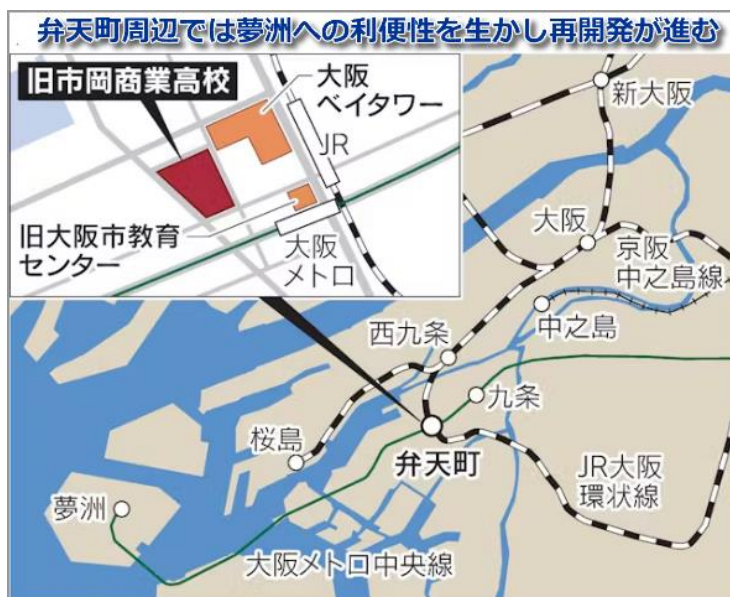 弁天町周辺では夢洲への利便性を生かし再開発が進む
旧市岡商業高校
大阪
ベイタワー
JR
旧大阪市教育
センター
大阪
メトロ
新大阪
大阪
京阪
中之島線
中之島
西九条
九条
桜島
弁天町
JR大阪
環状線
夢洲
大阪メトロ中央線